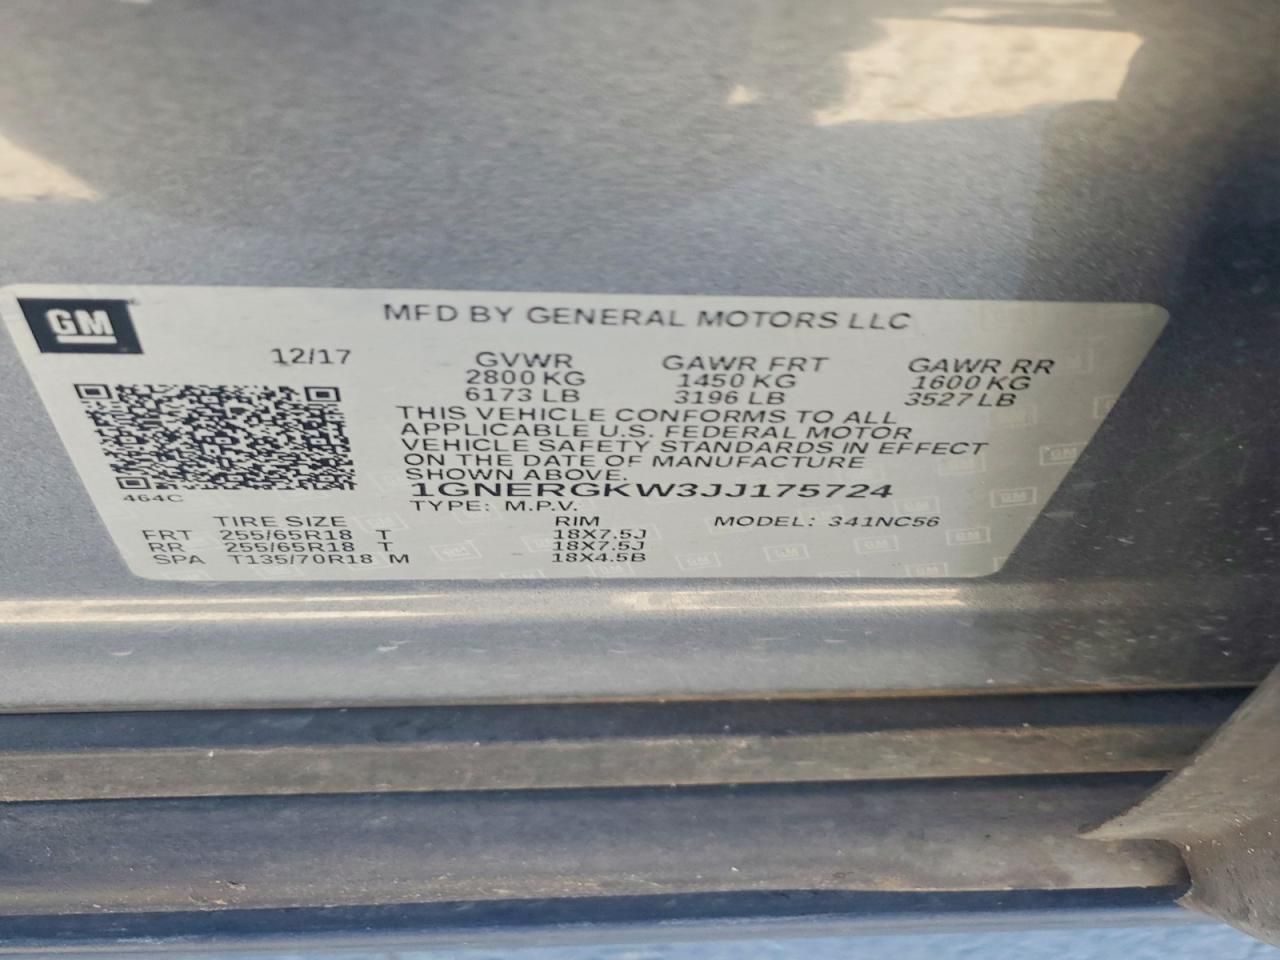 GM
MFD BY GENERAL MOTORS LLC
12/17
GVWR GAWR FRT GAWR RR
2800 KG 1450 KG 1600 KG
6173 LB 3196 LB 3527 LB
THIS VEHICLE CONFORMS TO ALL
APPLICABLE U.S. FEDERAL MOTOR
VEHICLE SAFETY STANDARDS IN EFFECT
ON THE DATE OF MANUFACTURE
SHOWN ABOVE.
464C
1GNERGKW3JJ175724
TYPE: M.P.V.
TIRE SIZE RIM MODEL: 341NC56
FRT 255/65R18 T 18X7.5J
RR 255/65R18 T 18X7.5J
SPA T135/70R18 M 18X4.5B